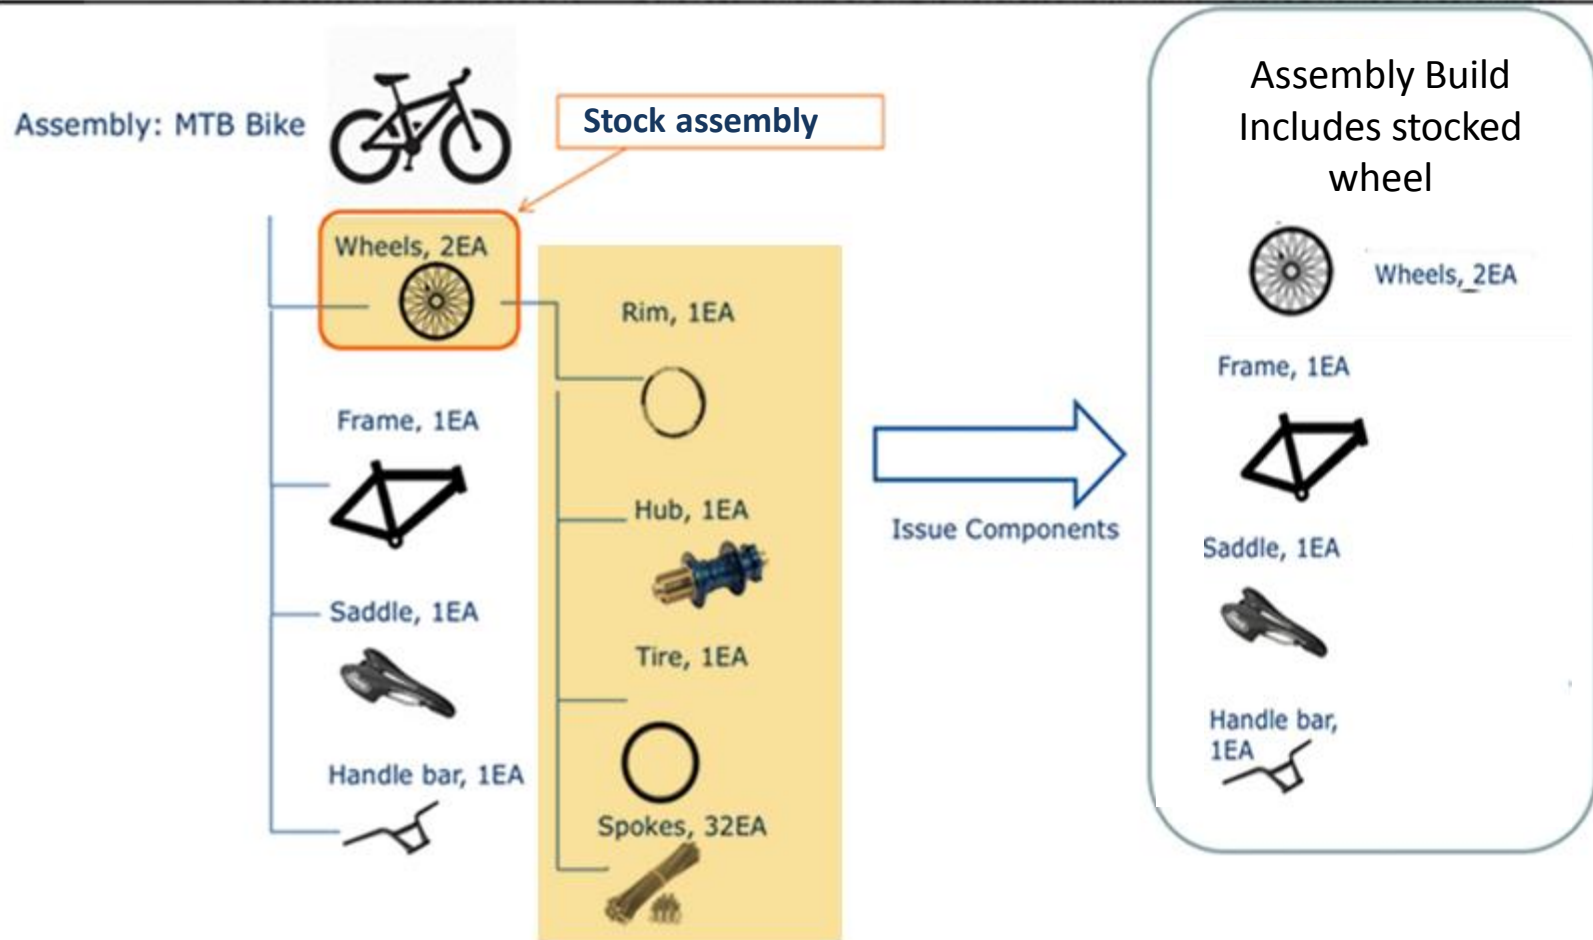 Assembly: MTB Bike
Stock assembly
Wheels, 2EA
Frame, 1EA
Saddle, 1EA
Handle bar, 1EA
Rim, 1EA
Hub, 1EA
Tire, 1EA
Spokes, 32EA
Issue Components
Assembly Build
Includes stocked
wheel
Wheels, 2EA
Frame, 1EA
Saddle, 1EA
Handle bar,
1EA